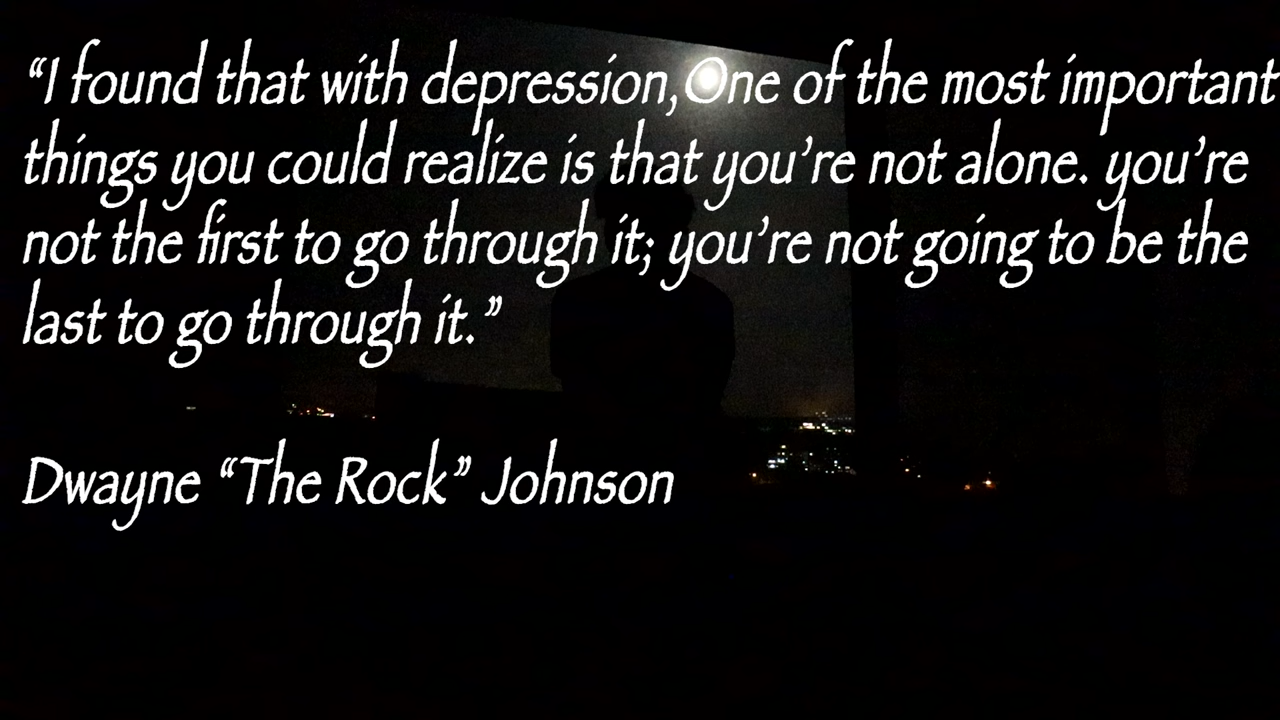 “I found that with depression,One of the most important
things you could realize is that you’re not alone. you’re
not the first to go through it; you’re not going to be the
last to go through it.”
Dwayne “The Rock” Johnson